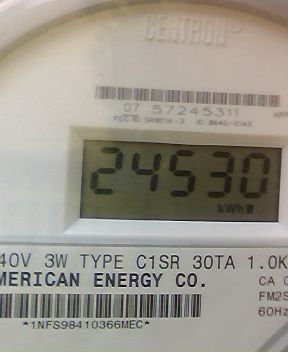 CENTRON
07 57245311
24530
kWh
40V 3W TYPE C1SR 30TA 1.0K
MERICAN ENERGY CO.
CA
FM2S
60Hz
*1NFS98410366MEC*